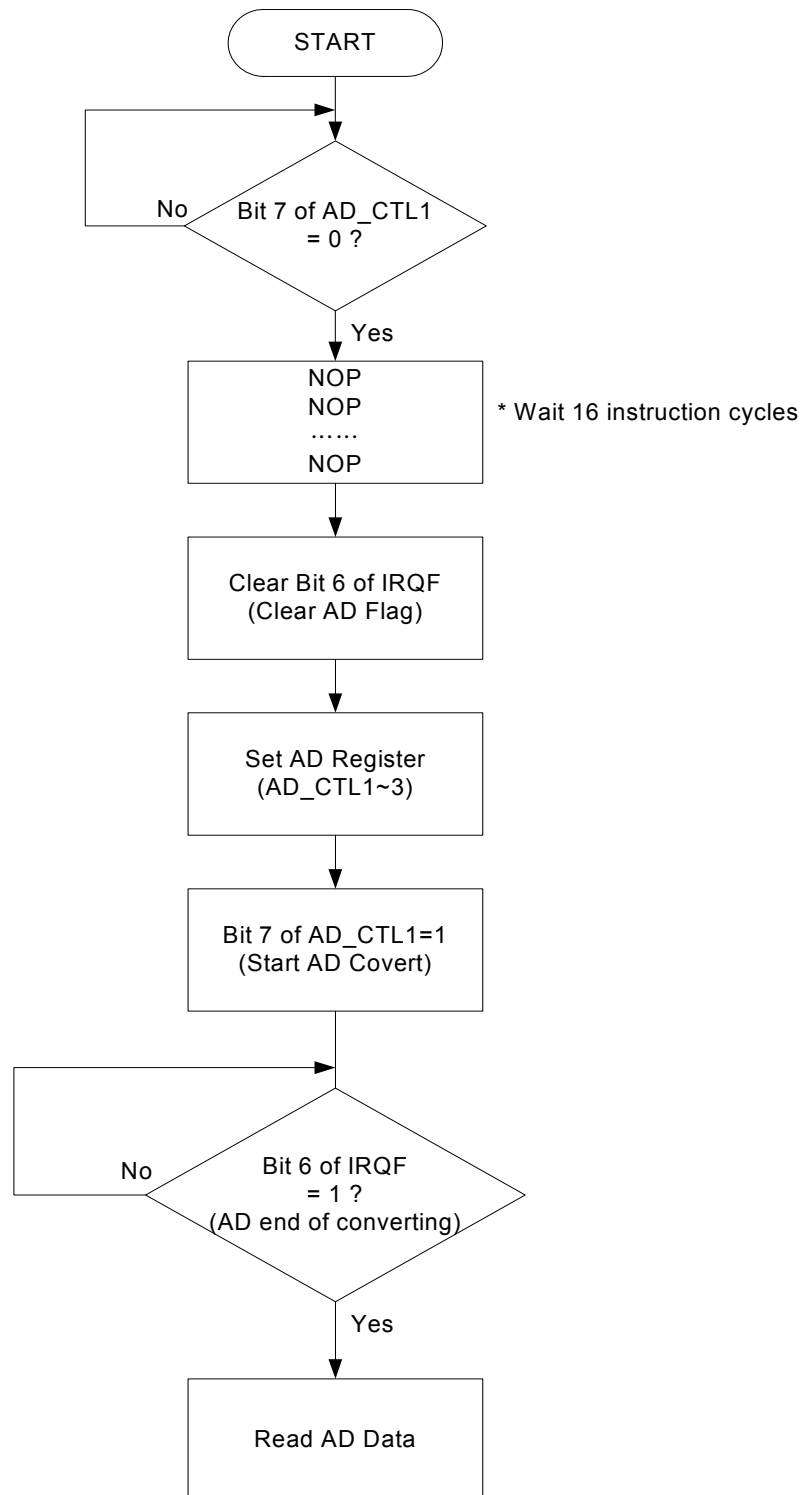 START
No
Bit 7 of AD_CTL1
= 0 ?
Yes
NOP
NOP
……
NOP
* Wait 16 instruction cycles
Clear Bit 6 of IRQF
(Clear AD Flag)
Set AD Register
(AD_CTL1~3)
Bit 7 of AD_CTL1=1
(Start AD Covert)
No
Bit 6 of IRQF
= 1 ?
(AD end of converting)
Yes
Read AD Data